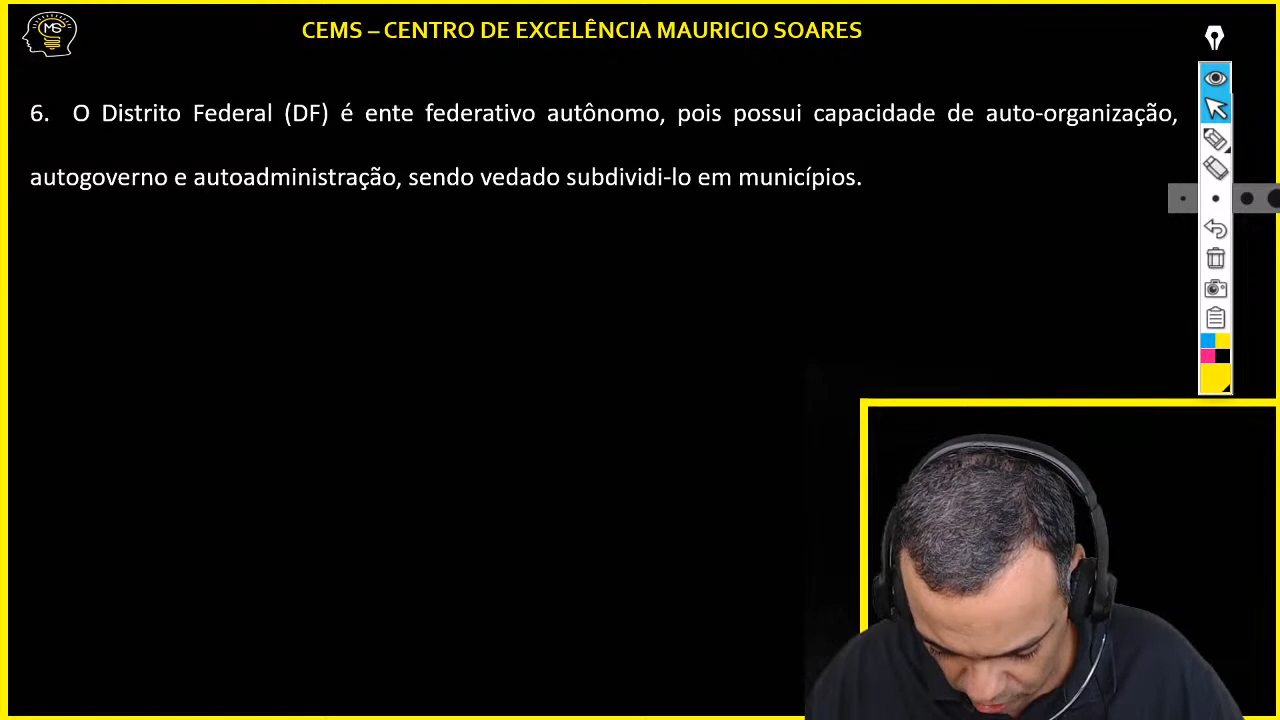 MS
CEMS – CENTRO DE EXCELÊNCIA MAURICIO SOARES
6. O Distrito Federal (DF) é ente federativo autônomo, pois possui capacidade de auto-organização,
autogoverno e autoadministração, sendo vedado subdividi-lo em municípios.